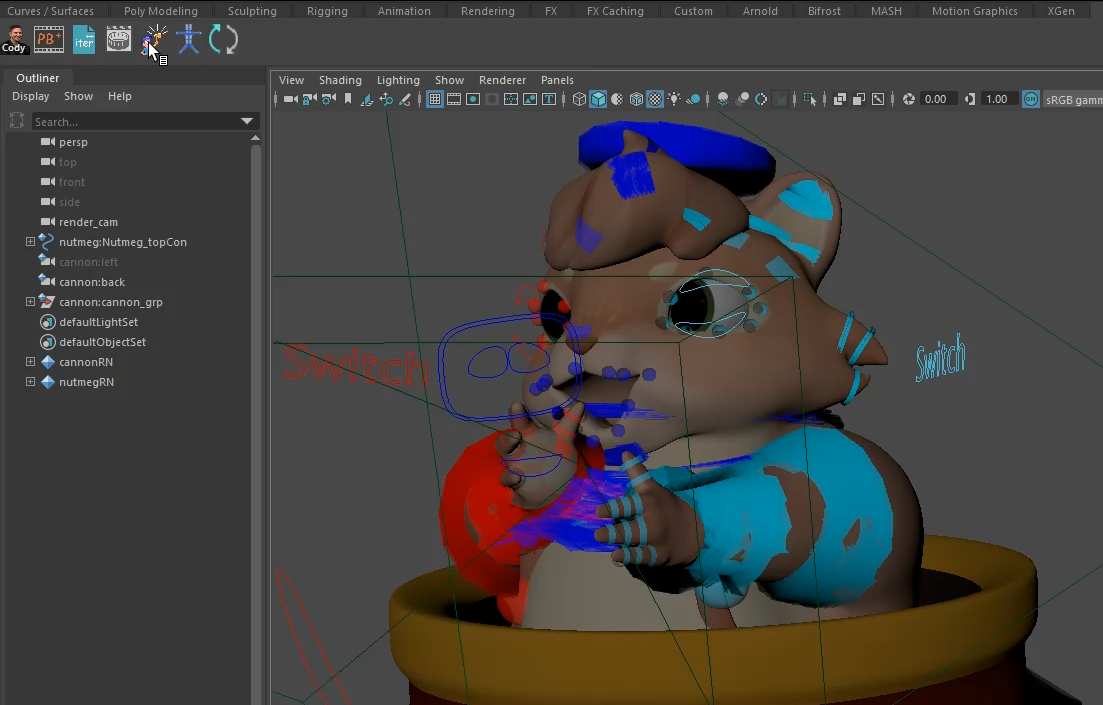 Curves / Surfaces Poly Modeling Sculpting Rigging Animation Rendering FX FX Caching Custom Arnold Bifrost MASH Motion Graphics XGen
Cody PB+ iter
Outliner
Display Show Help
Search...
persp
top
front
side
render_cam
nutmeg:Nutmeg_topCon
cannon:left
cannon:back
cannon:cannon_grp
defaultLightSet
defaultObjectSet
cannonRN
nutmegRN
View Shading Lighting Show Renderer Panels
0.00 1.00 ON sRGB gamm
Switch
Switch